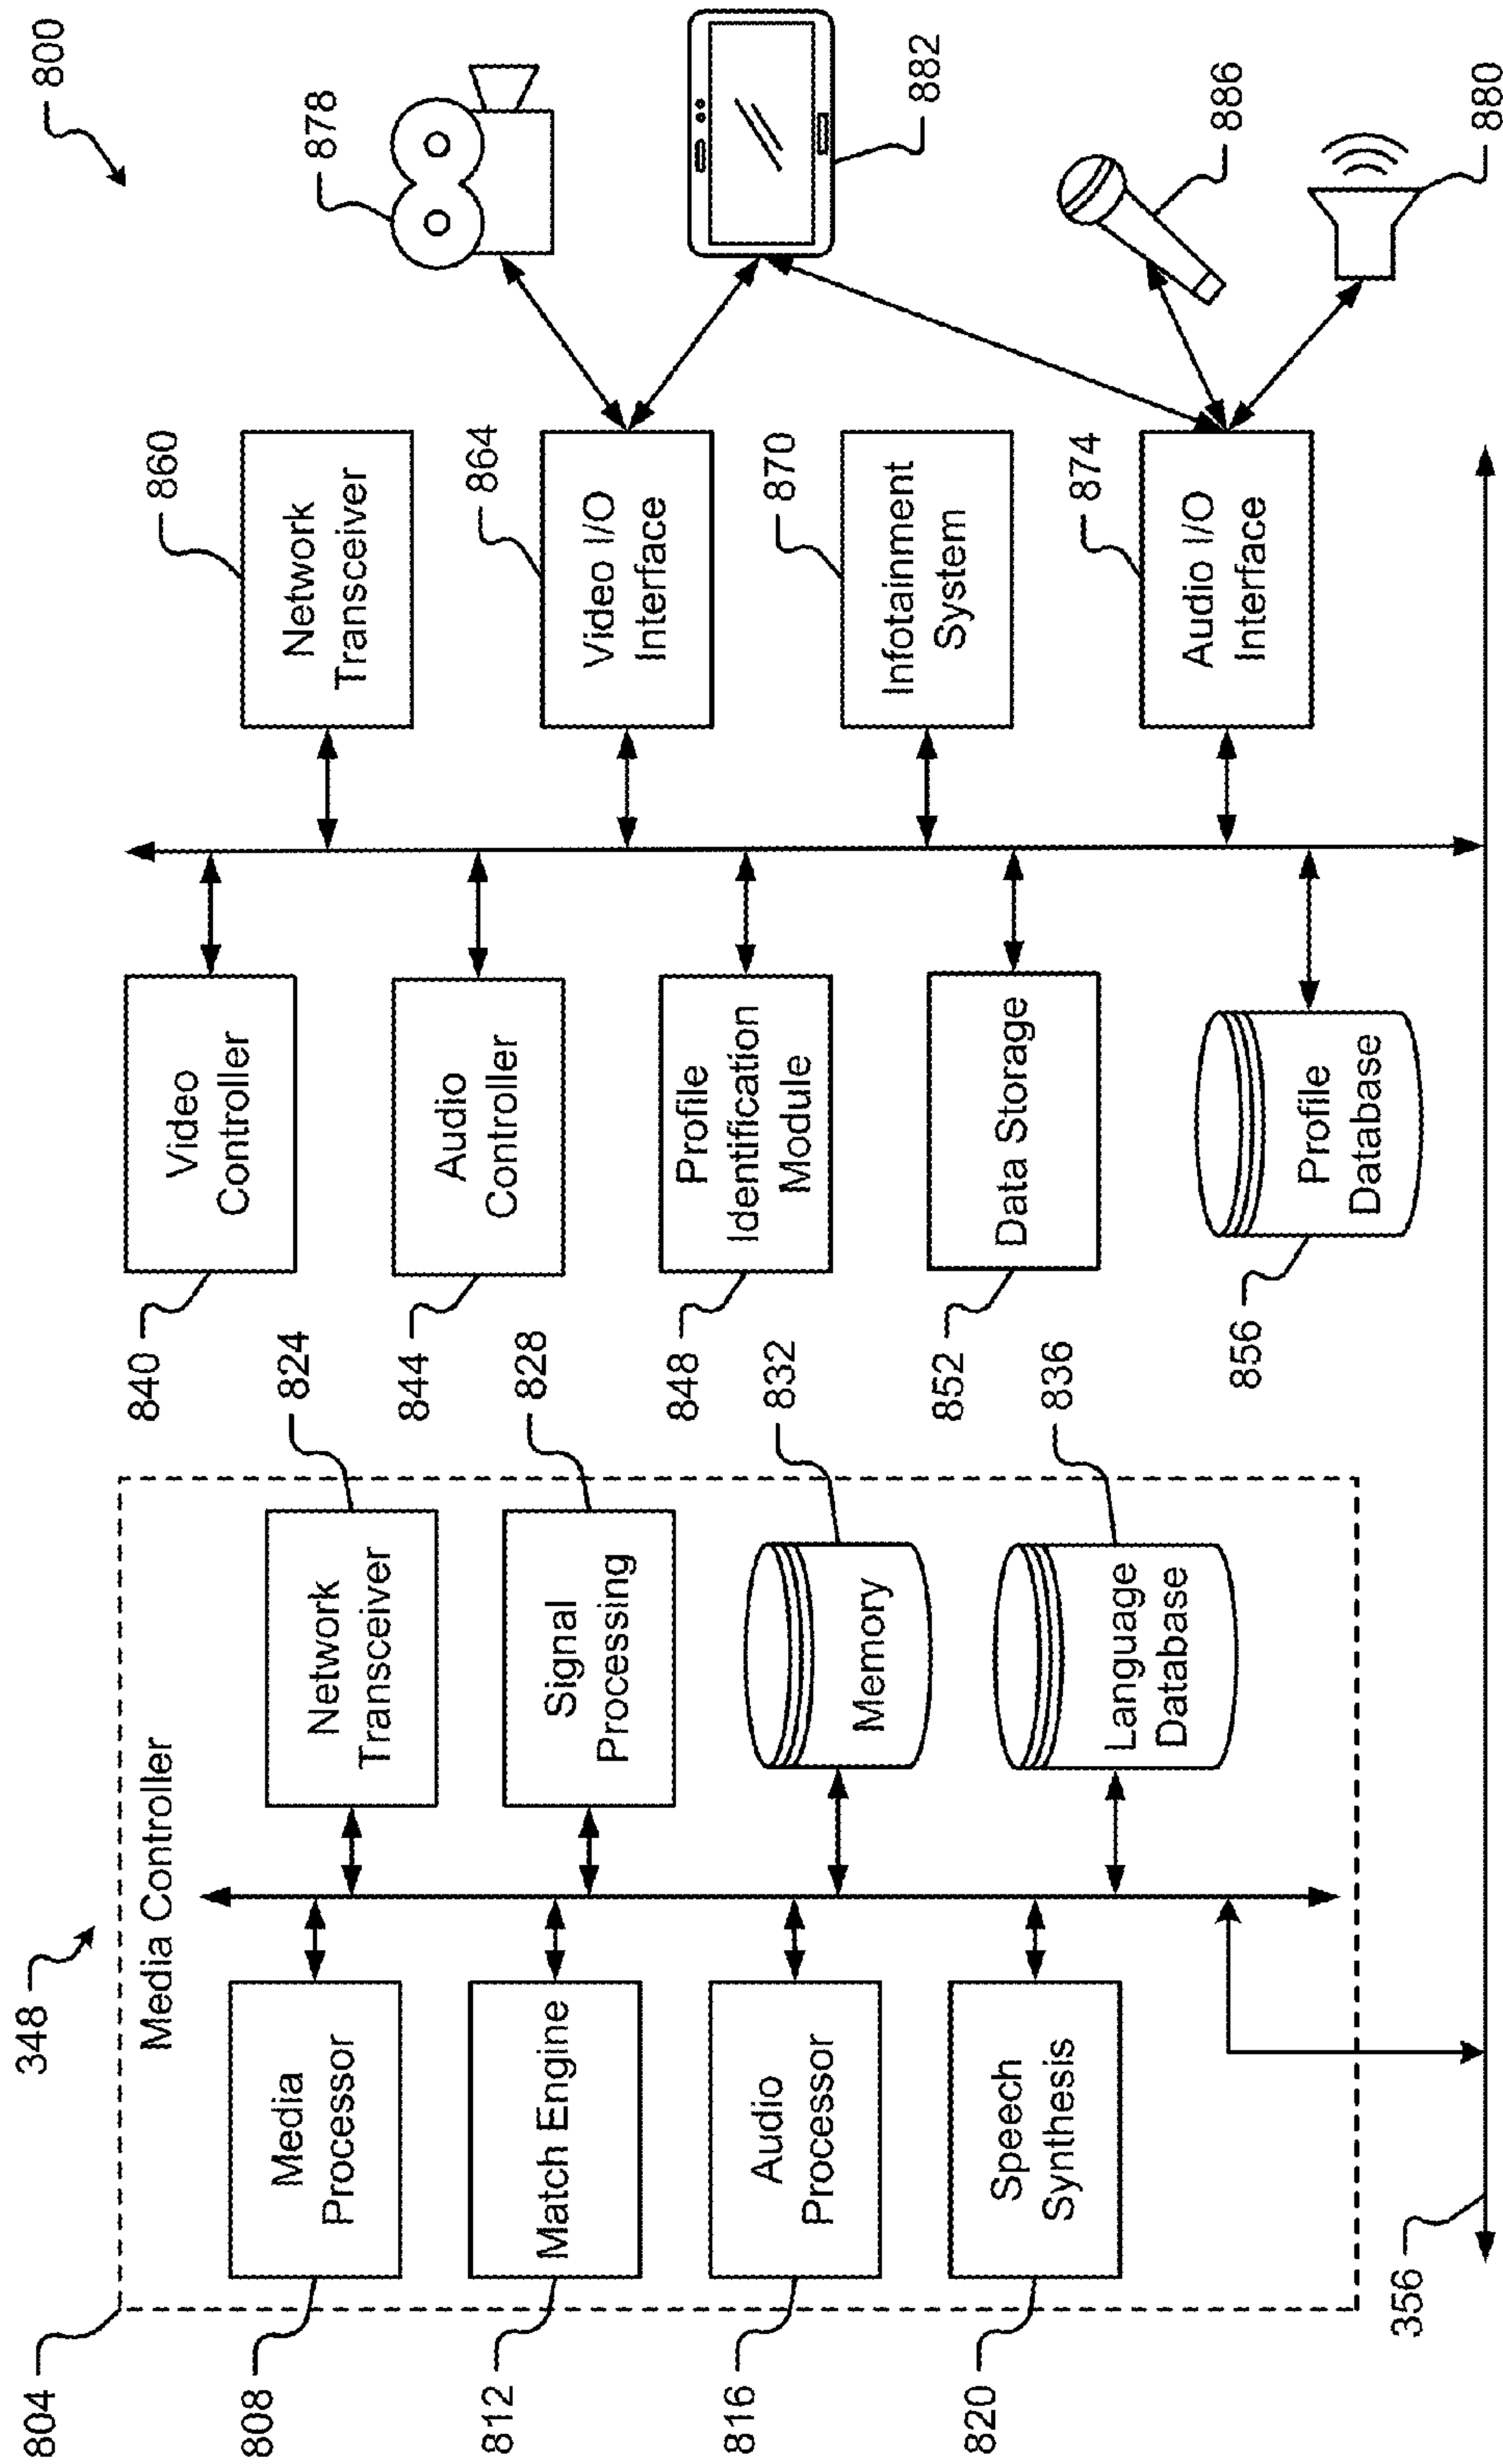 800
348
804
Media Controller
808
Media
Processor
812
Match Engine
816
Audio
Processor
820
Speech
Synthesis
824
Network
Transceiver
828
Signal
Processing
832
Memory
836
Language
Database
840
Video
Controller
844
Audio
Controller
848
Profile
Identification
Module
852
Data Storage
856
Profile
Database
860
Network
Transceiver
864
Video I/O
Interface
870
Infotainment
System
874
Audio I/O
Interface
878
882
886
880
356